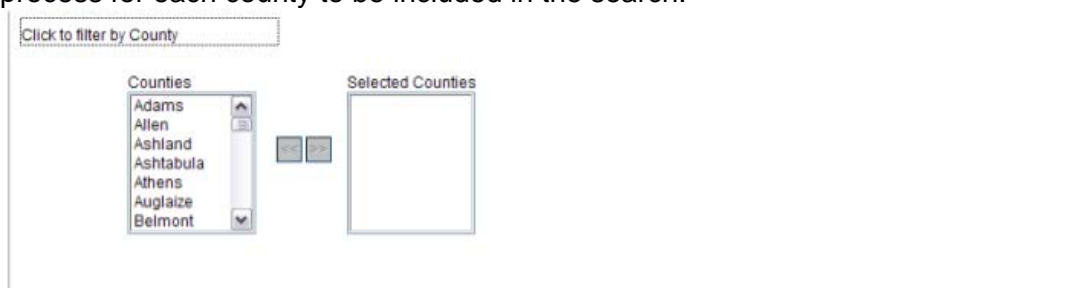 process for each county to be included in the search.
Click to filter by County
Counties
Selected Counties
Adams
Allen
Ashland
Ashtabula
Athens
Auglaize
Belmont
<< >>